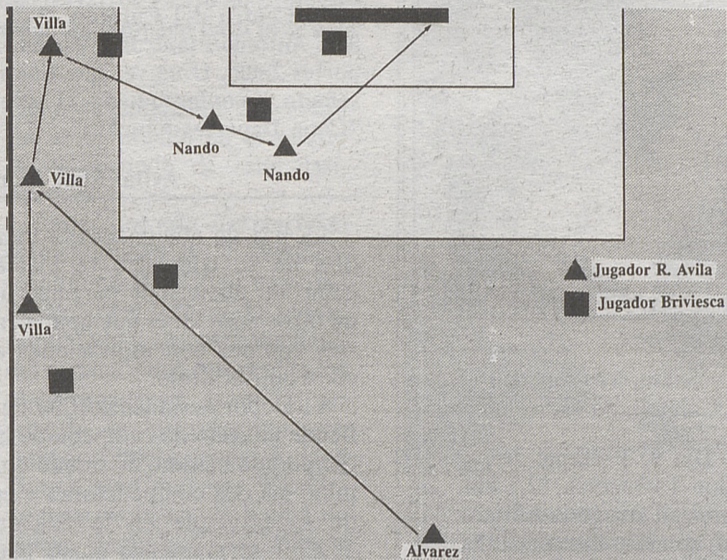 Villa
Nando
Nando
Villa
Jugador R. Avila
Jugador Briviesca
Villa
Alvarez